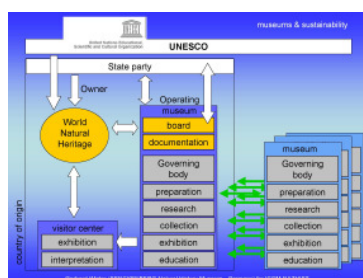 museums & sustainability
United Nations Educational,
Scientific and Cultural Organization
UNESCO
State party
Owner
Operating
museum
World
Natural
Heritage
board
documentation
Governing
body
preparation
research
collection
exhibition
education
visitor center
exhibition
interpretation
country of origin
museum
Governing
body
preparation
research
collection
exhibition
education